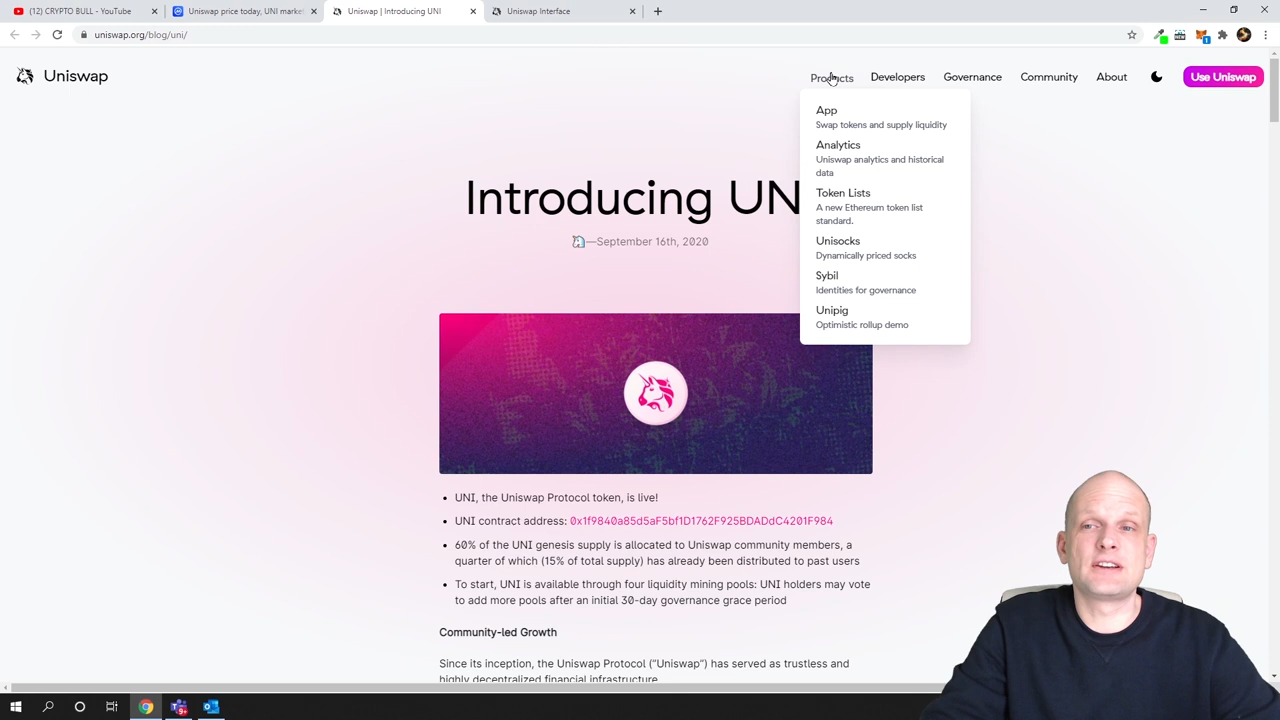 (12) CRYPTO BULL - YouTube
Uniswap price today, UNI market
Uniswap | Introducing UNI
Uniswap Interface
uniswap.org/blog/uni/
Uniswap
Products
Developers
Governance
Community
About
Use Uniswap
App
Swap tokens and supply liquidity
Analytics
Uniswap analytics and historical
data
Token Lists
A new Ethereum token list
standard.
Unisocks
Dynamically priced socks
Sybil
Identities for governance
Unipig
Optimistic rollup demo
Introducing UN
—September 16th, 2020
UNI, the Uniswap Protocol token, is live!
UNI contract address: 0x1f9840a85d5aF5bf1D1762F925BDADdC4201F984
60% of the UNI genesis supply is allocated to Uniswap community members, a
quarter of which (15% of total supply) has already been distributed to past users
To start, UNI is available through four liquidity mining pools: UNI holders may vote
to add more pools after an initial 30-day governance grace period
Community-led Growth
Since its inception, the Uniswap Protocol ("Uniswap") has served as trustless and
highly decentralized financial infrastructure.